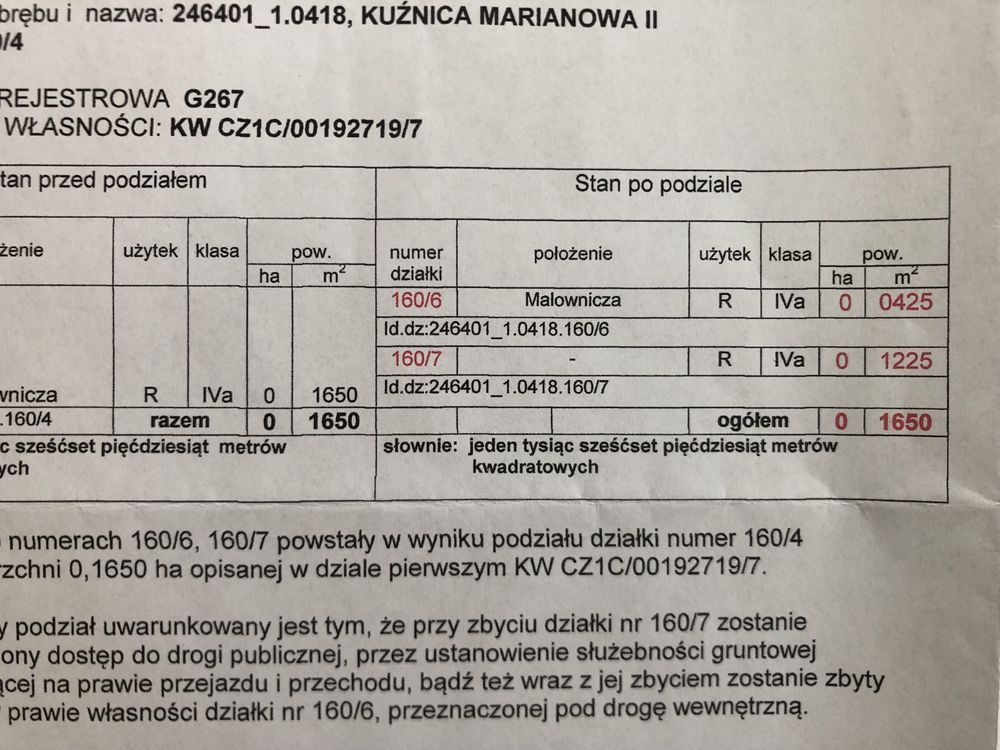 i nazwa: 246401_1.0418, KUŹNICA MARIANOWA II
/4
REJESTROWA G267
WŁASNOŚCI: KW CZ1C/00192719/7
tan przed podziałem Stan po podziale
użytek klasa pow. numer działki położenie użytek klasa pow.
ha m² ha m²
160/6 Malownicza R IVa 0 0425
Id.dz:246401_1.0418.160/6
160/7 - R IVa 0 1225
wnicza R IVa 0 1650 Id.dz:246401_1.0418.160/7
.160/4 razem 0 1650 ogółem 0 1650
c sześćset pięćdziesiąt metrów słownie: jeden tysiąc sześćset pięćdziesiąt metrów
ych kwadratowych
numerach 160/6, 160/7 powstały w wyniku podziału działki numer 160/4
rzchni 0,1650 ha opisanej w dziale pierwszym KW CZ1C/00192719/7.
y podział uwarunkowany jest tym, że przy zbyciu działki nr 160/7 zostanie
ony dostęp do drogi publicznej, przez ustanowienie służebności gruntowej
ącej na prawie przejazdu i przechodu, bądź też wraz z jej zbyciem zostanie zbyty
prawie własności działki nr 160/6, przeznaczonej pod drogę wewnętrzną.